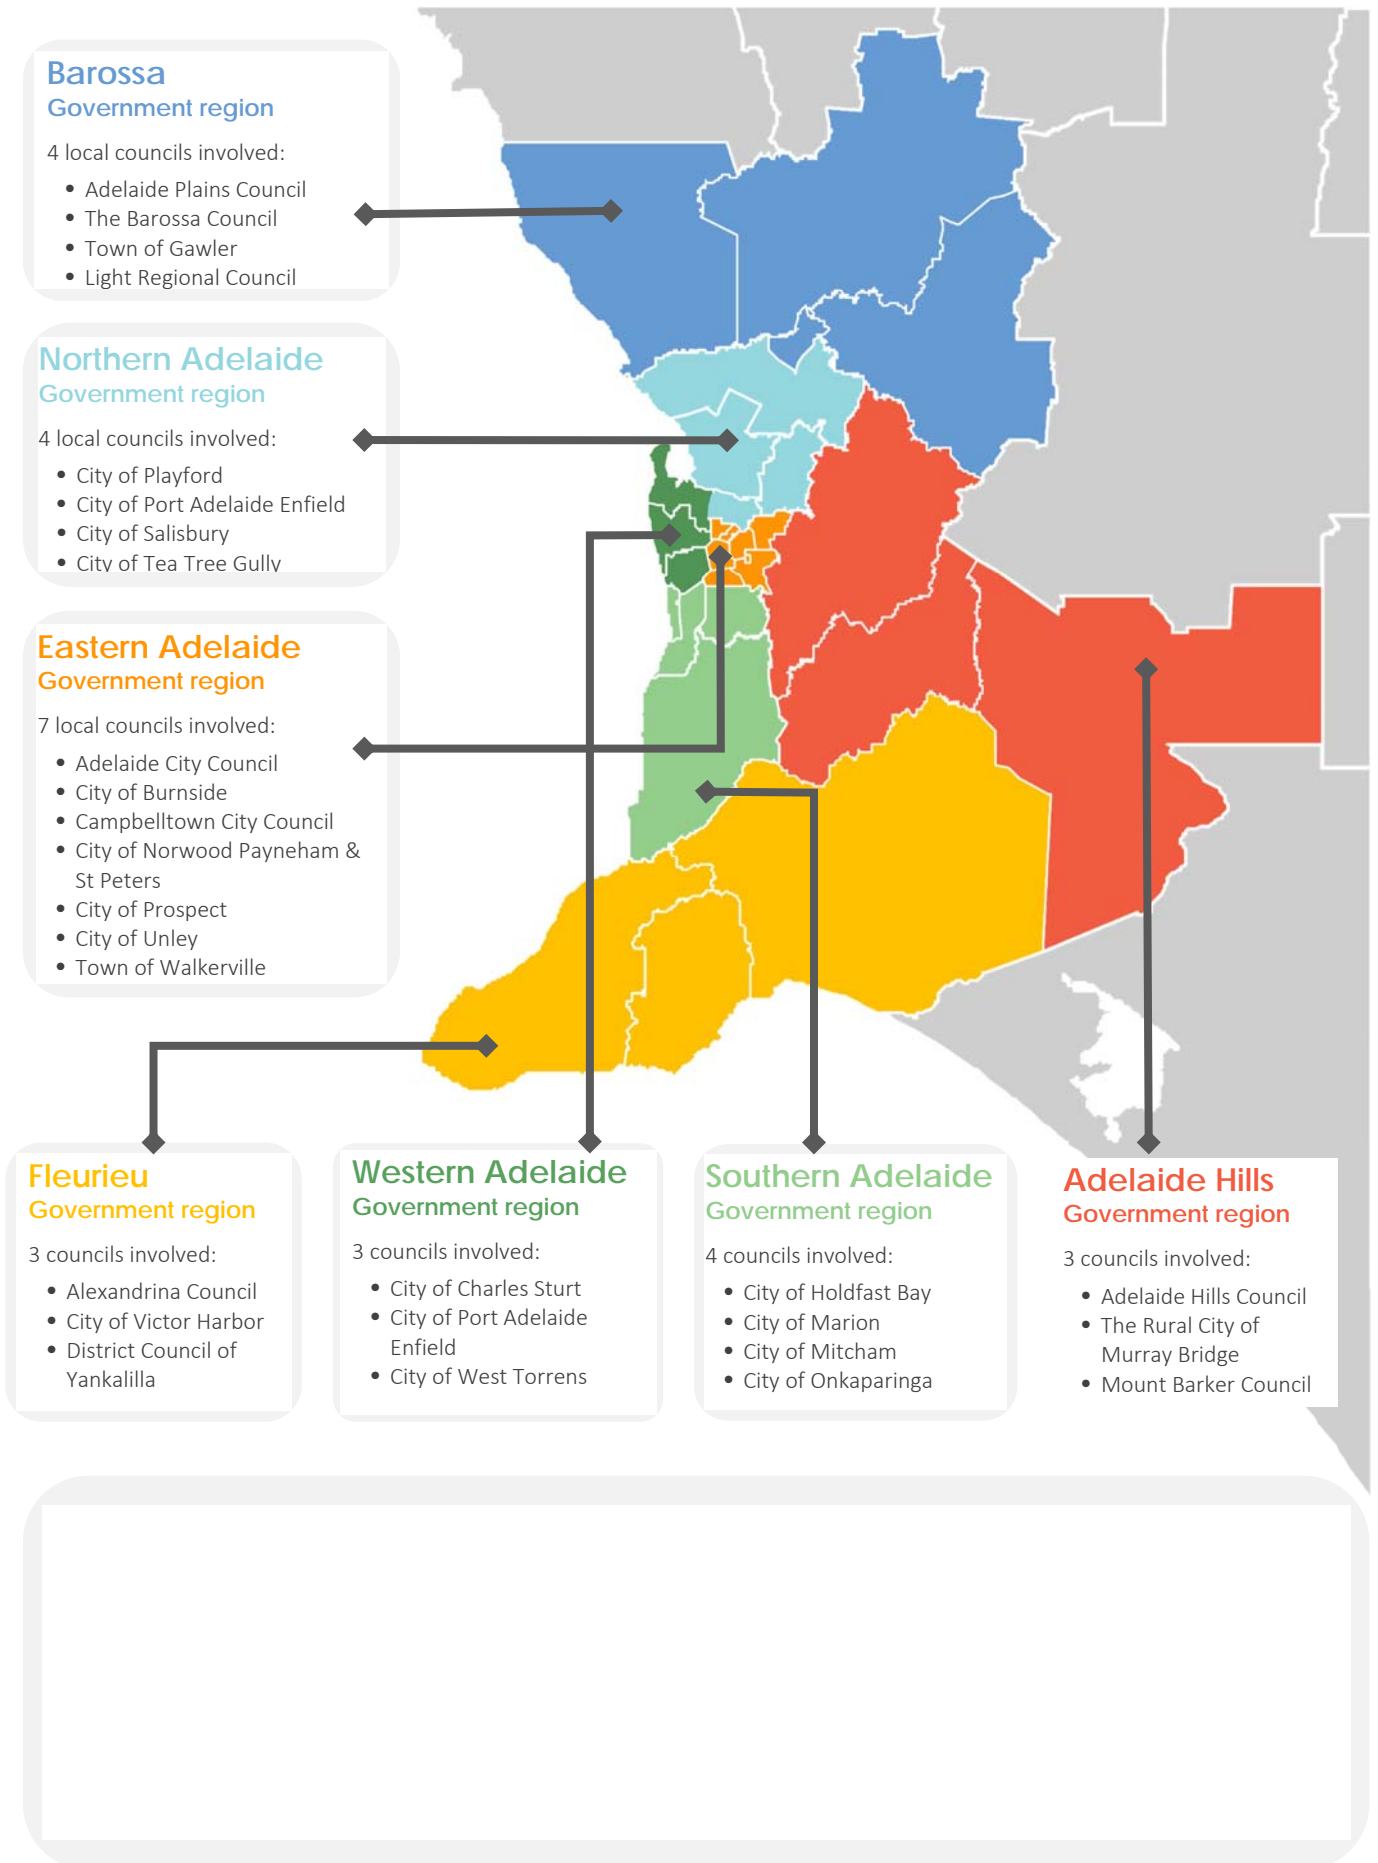 Barossa
Government region
4 local councils involved:
• Adelaide Plains Council
• The Barossa Council
• Town of Gawler
• Light Regional Council
Northern Adelaide
Government region
4 local councils involved:
• City of Playford
• City of Port Adelaide Enfield
• City of Salisbury
• City of Tea Tree Gully
Eastern Adelaide
Government region
7 local councils involved:
• Adelaide City Council
• City of Burnside
• Campbelltown City Council
• City of Norwood Payneham &
St Peters
• City of Prospect
• City of Unley
• Town of Walkerville
Fleurieu
Government region
3 councils involved:
• Alexandrina Council
• City of Victor Harbor
• District Council of
Yankalilla
Western Adelaide
Government region
3 councils involved:
• City of Charles Sturt
• City of Port Adelaide
Enfield
• City of West Torrens
Southern Adelaide
Government region
4 councils involved:
• City of Holdfast Bay
• City of Marion
• City of Mitcham
• City of Onkaparinga
Adelaide Hills
Government region
3 councils involved:
• Adelaide Hills Council
• The Rural City of
Murray Bridge
• Mount Barker Council